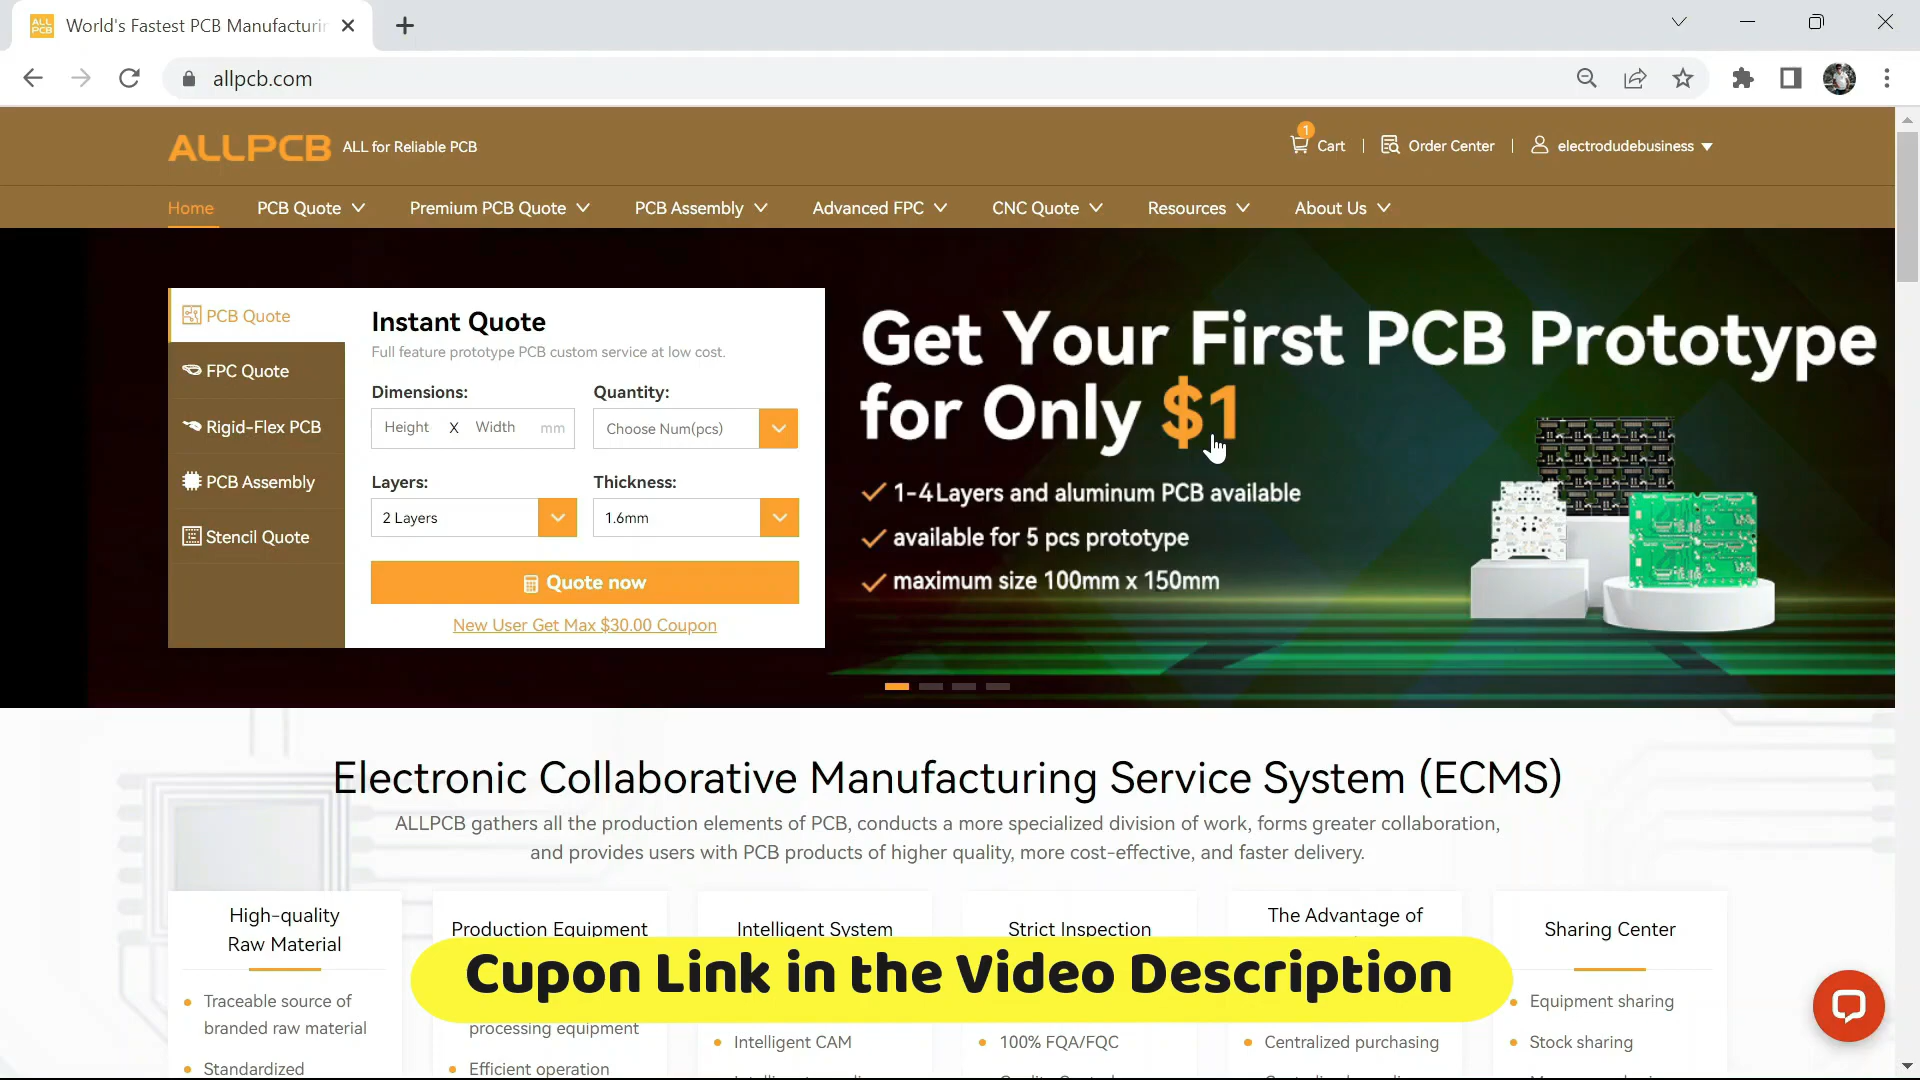 ALL
PCB
World's Fastest PCB Manufacturin
allpcb.com
ALLPCB ALL for Reliable PCB
1
Cart | Order Center | electrodudebusiness
Home PCB Quote Premium PCB Quote PCB Assembly Advanced FPC CNC Quote Resources About Us
PCB Quote
FPC Quote
Rigid-Flex PCB
PCB Assembly
Stencil Quote
Instant Quote
Full feature prototype PCB custom service at low cost.
Dimensions: Quantity:
Height X Width mm Choose Num(pcs)
Layers: Thickness:
2 Layers 1.6mm
Quote now
New User Get Max $30.00 Coupon
Get Your First PCB Prototype
for Only $1
1-4 Layers and aluminum PCB available
available for 5 pcs prototype
maximum size 100mm x 150mm
Electronic Collaborative Manufacturing Service System (ECMS)
ALLPCB gathers all the production elements of PCB, conducts a more specialized division of work, forms greater collaboration,
and provides users with PCB products of higher quality, more cost-effective, and faster delivery.
High-quality
Raw Material
Traceable source of
branded raw material
Standardized
Production Equipment
processing equipment
Efficient operation
Intelligent System
Intelligent CAM
Strict Inspection
100% FQA/FQC
The Advantage of
Centralized purchasing
Sharing Center
Equipment sharing
Stock sharing
Cupon Link in the Video Description